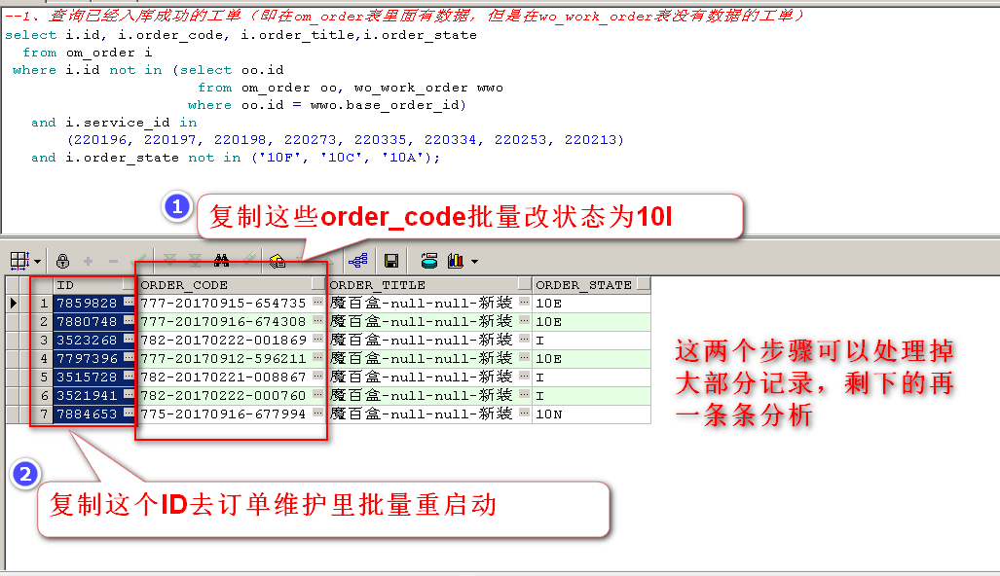 --1、查询已经入库成功的工单（即在om_order表里面有数据，但是在wo_work_order表没有数据的工单）
select i.id, i.order_code, i.order_title,i.order_state
from om_order i
where i.id not in (select oo.id
from om_order oo, wo_work_order wwo
where oo.id = wwo.base_order_id)
and i.service_id in
(220196, 220197, 220198, 220273, 220335, 220334, 220253, 220213)
and i.order_state not in ('10F', '10C', '10A');
1
复制这些order_code批量改状态为10I
ID ORDER_CODE ORDER_TITLE ORDER_STATE
1 7859828 ··· 777-20170915-654735 ··· 魔百盒-null-null-新装 ··· 10E
2 7880748 ··· 777-20170916-674308 ··· 魔百盒-null-null-新装 ··· 10E
3 3523268 ··· 782-20170222-001869 ··· 魔百盒-null-null-新装 ··· I
4 7797396 ··· 777-20170912-596211 ··· 魔百盒-null-null-新装 ··· 10E
5 3515728 ··· 782-20170221-008867 ··· 魔百盒-null-null-新装 ··· I
6 3521941 ··· 782-20170222-000760 ··· 魔百盒-null-null-新装 ··· I
7 7884653 ··· 775-20170916-677994 ··· 魔百盒-null-null-新装 ··· 10N
这两个步骤可以处理掉
大部分记录，剩下的再
一条条分析
2
复制这个ID去订单维护里批量重启动